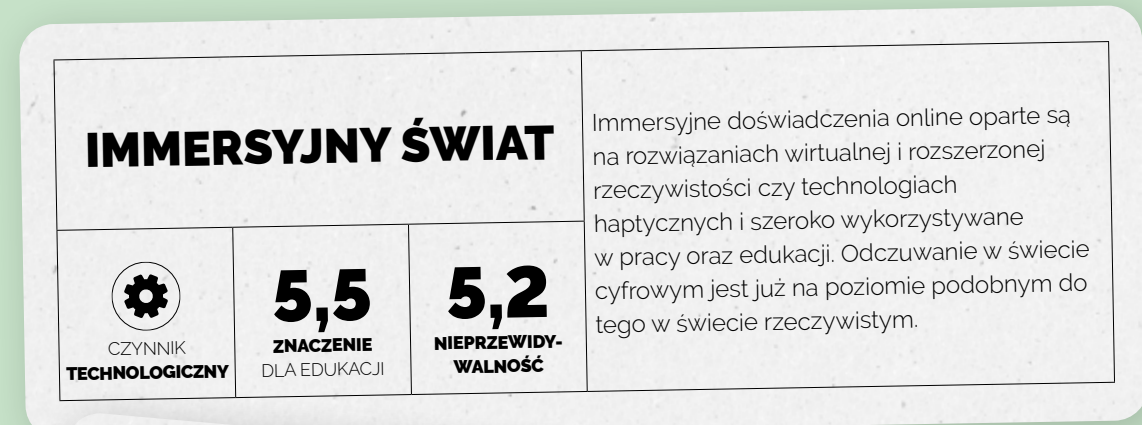 IMMERSYJNY ŚWIAT
CZYNNIK
TECHNOLOGICZNY
5,5
ZNACZENIE
DLA EDUKACJI
5,2
NIEPRZEWIDY-
WALNOŚĆ
Immersyjne doświadczenia online oparte są
na rozwiązaniach wirtualnej i rozszerzonej
rzeczywistości czy technologiach
haptycznych i szeroko wykorzystywane
w pracy oraz edukacji. Odczuwanie w świecie
cyfrowym jest już na poziomie podobnym do
tego w świecie rzeczywistym.